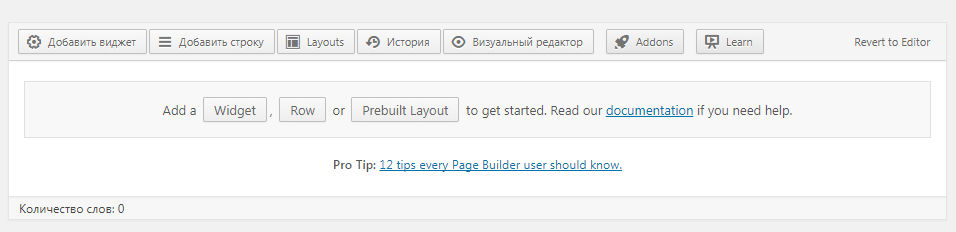 Добавить виджет Добавить строку Layouts История Визуальный редактор Addons Learn Revert to Editor
Add a Widget, Row or Prebuilt Layout to get started. Read our documentation if you need help.
Pro Tip: 12 tips every Page Builder user should know.
Количество слов: 0